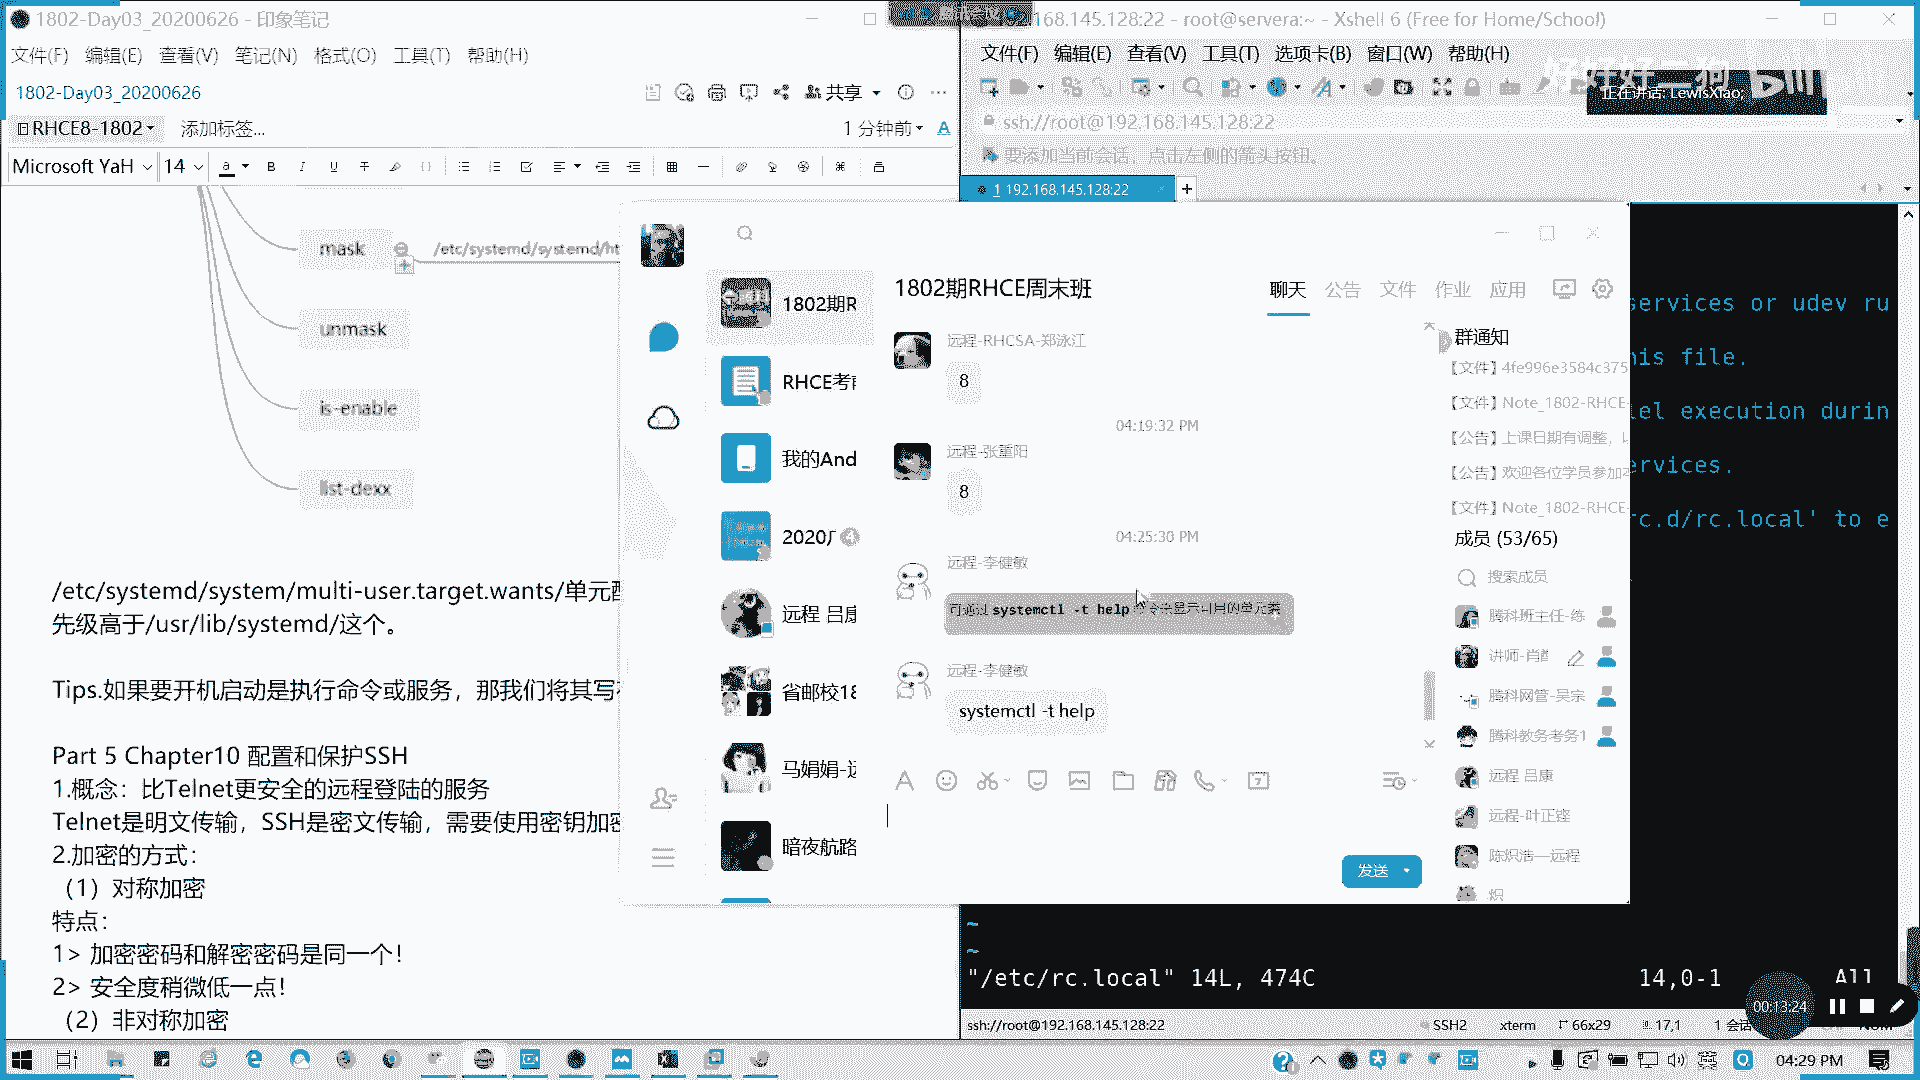 1802-Day03_20200626 - 印象笔记
文件(F) 编辑(E) 查看(V) 笔记(N) 格式(O) 工具(T) 帮助(H)
1802-Day03_20200626
共享
RHCE8-1802
添加标签...
1 分钟前
Microsoft YaH
14
mask
/etc/systemd/systemd/ht
unmask
is-enable
list-dexx
/etc/systemd/system/multi-user.target.wants/单元配
先级高于/usr/lib/systemd/这个。
Tips.如果要开机启动是执行命令或服务，那我们将其写
Part 5 Chapter10 配置和保护SSH
1.概念：比Telnet更安全的远程登陆的服务
Telnet是明文传输，SSH是密文传输，需要使用密钥加密
2.加密的方式：
（1）对称加密
特点：
1> 加密密码和解密密码是同一个！
2> 安全度稍微低一点！
（2）非对称加密
168.145.128:22 - root@servera:~ - Xshell 6 (Free for Home/School)
文件(F) 编辑(E) 查看(V) 工具(T) 选项卡(B) 窗口(W) 帮助(H)
正在讲话: LewisXiao;
ssh://root@192.168.145.128:22
要添加当前会话，点击左侧的箭头按钮。
1 192.168.145.128:22
services or udev ru
his file.
lel execution durin
ervices.
rc.d/rc.local' to e
~
~
"/etc/rc.local" 14L, 474C
14,0-1
All
00:13:24
ssh://root@192.168.145.128:22
SSH2
xterm
66x29
17,1
1 会话
NUM
1802期R
RHCE考前
我的And
2020广
4
远程 吕康
省邮校18
马娟娟-远
暗夜航路
1802期RHCE周末班
聊天 公告 文件 作业 应用
远程-RHCSA-郑泳江
8
04:19:32 PM
远程-张重阳
8
04:25:30 PM
远程-李健敏
可通过 systemctl -t help 命令来显示可用的单元类
远程-李健敏
systemctl -t help
发送
群通知
【文件】4fe996e3584c375
【文件】Note_1802-RHCE-
【公告】上课日期有调整，
【公告】欢迎各位学员参加
【文件】Note_1802-RHCE-
成员 (53/65)
搜索成员
腾科班主任-练
讲师-肖
腾科网管-吴宗
腾科教务考务1
远程 吕康
远程-叶正铿
陈炽浩—远程
炽
04:29 PM